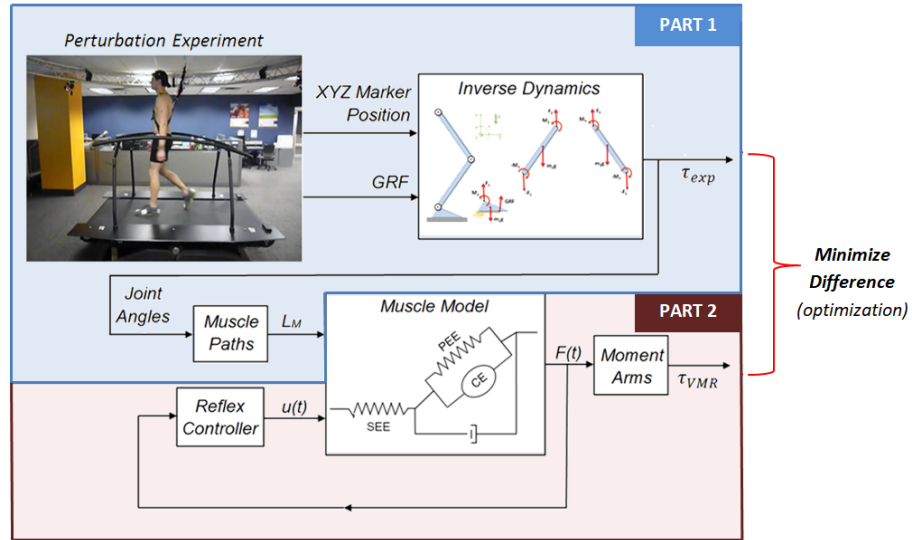 PART 1
Perturbation Experiment
XYZ Marker
Position
GRF
Inverse Dynamics
GRF
τexp
Joint
Angles
Muscle
Paths
LM
Muscle Model
PEE
CE
SEE
PART 2
F(t)
Moment
Arms
τVMR
Reflex
Controller
u(t)
Minimize
Difference
(optimization)